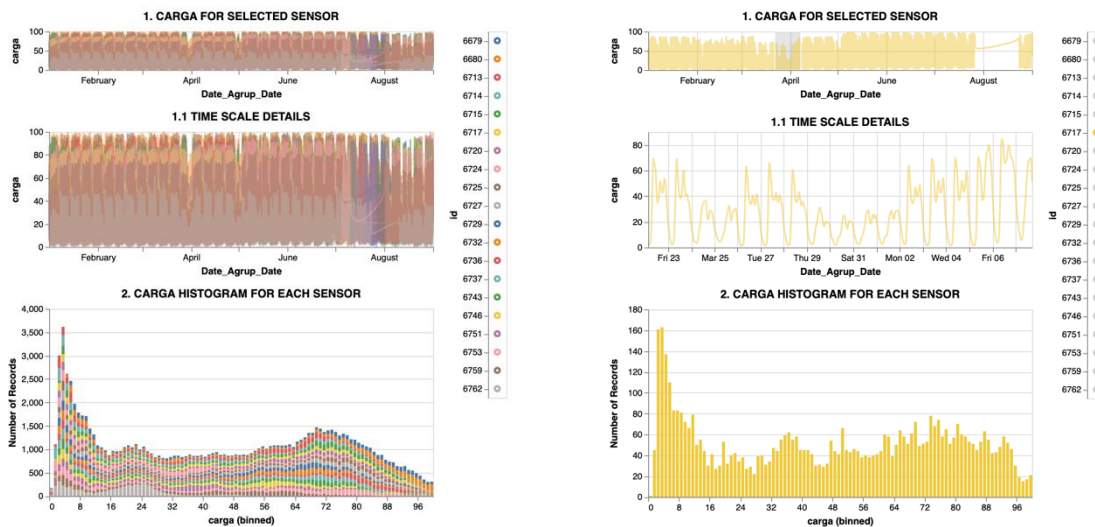 1. CARGA FOR SELECTED SENSOR
carga
100
50
0
February
April
June
August
Date_Agrup_Date
1.1 TIME SCALE DETAILS
carga
100
80
60
40
20
0
February
April
June
August
Date_Agrup_Date
2. CARGA HISTOGRAM FOR EACH SENSOR
Number of Records
4,000
3,500
3,000
2,500
2,000
1,500
1,000
500
0
0
8
16
24
32
40
48
56
64
72
80
88
96
carga (binned)
id
6679
6680
6713
6714
6715
6717
6720
6724
6725
6727
6729
6732
6736
6737
6743
6746
6751
6753
6759
6762
1. CARGA FOR SELECTED SENSOR
carga
100
50
0
February
April
June
August
Date_Agrup_Date
1.1 TIME SCALE DETAILS
carga
80
60
40
20
0
Fri 23
Mar 25
Tue 27
Thu 29
Sat 31
Mon 02
Wed 04
Fri 06
Date_Agrup_Date
2. CARGA HISTOGRAM FOR EACH SENSOR
Number of Records
180
160
140
120
100
80
60
40
20
0
0
8
16
24
32
40
48
56
64
72
80
88
96
carga (binned)
id
6679
6680
6713
6714
6715
6717
6720
6724
6725
6727
6729
6732
6736
6737
6743
6746
6751
6753
6759
6762